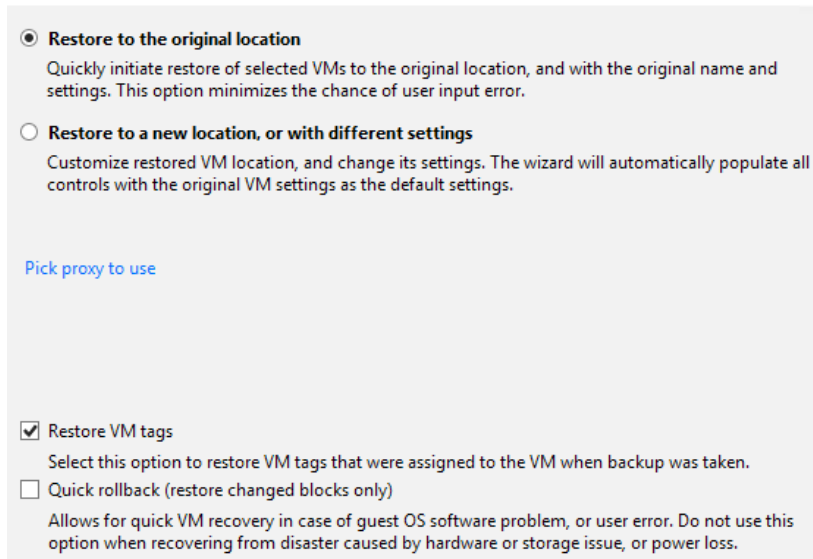 Restore to the original location
Quickly initiate restore of selected VMs to the original location, and with the original name and
settings. This option minimizes the chance of user input error.
Restore to a new location, or with different settings
Customize restored VM location, and change its settings. The wizard will automatically populate all
controls with the original VM settings as the default settings.
Pick proxy to use
Restore VM tags
Select this option to restore VM tags that were assigned to the VM when backup was taken.
Quick rollback (restore changed blocks only)
Allows for quick VM recovery in case of guest OS software problem, or user error. Do not use this
option when recovering from disaster caused by hardware or storage issue, or power loss.